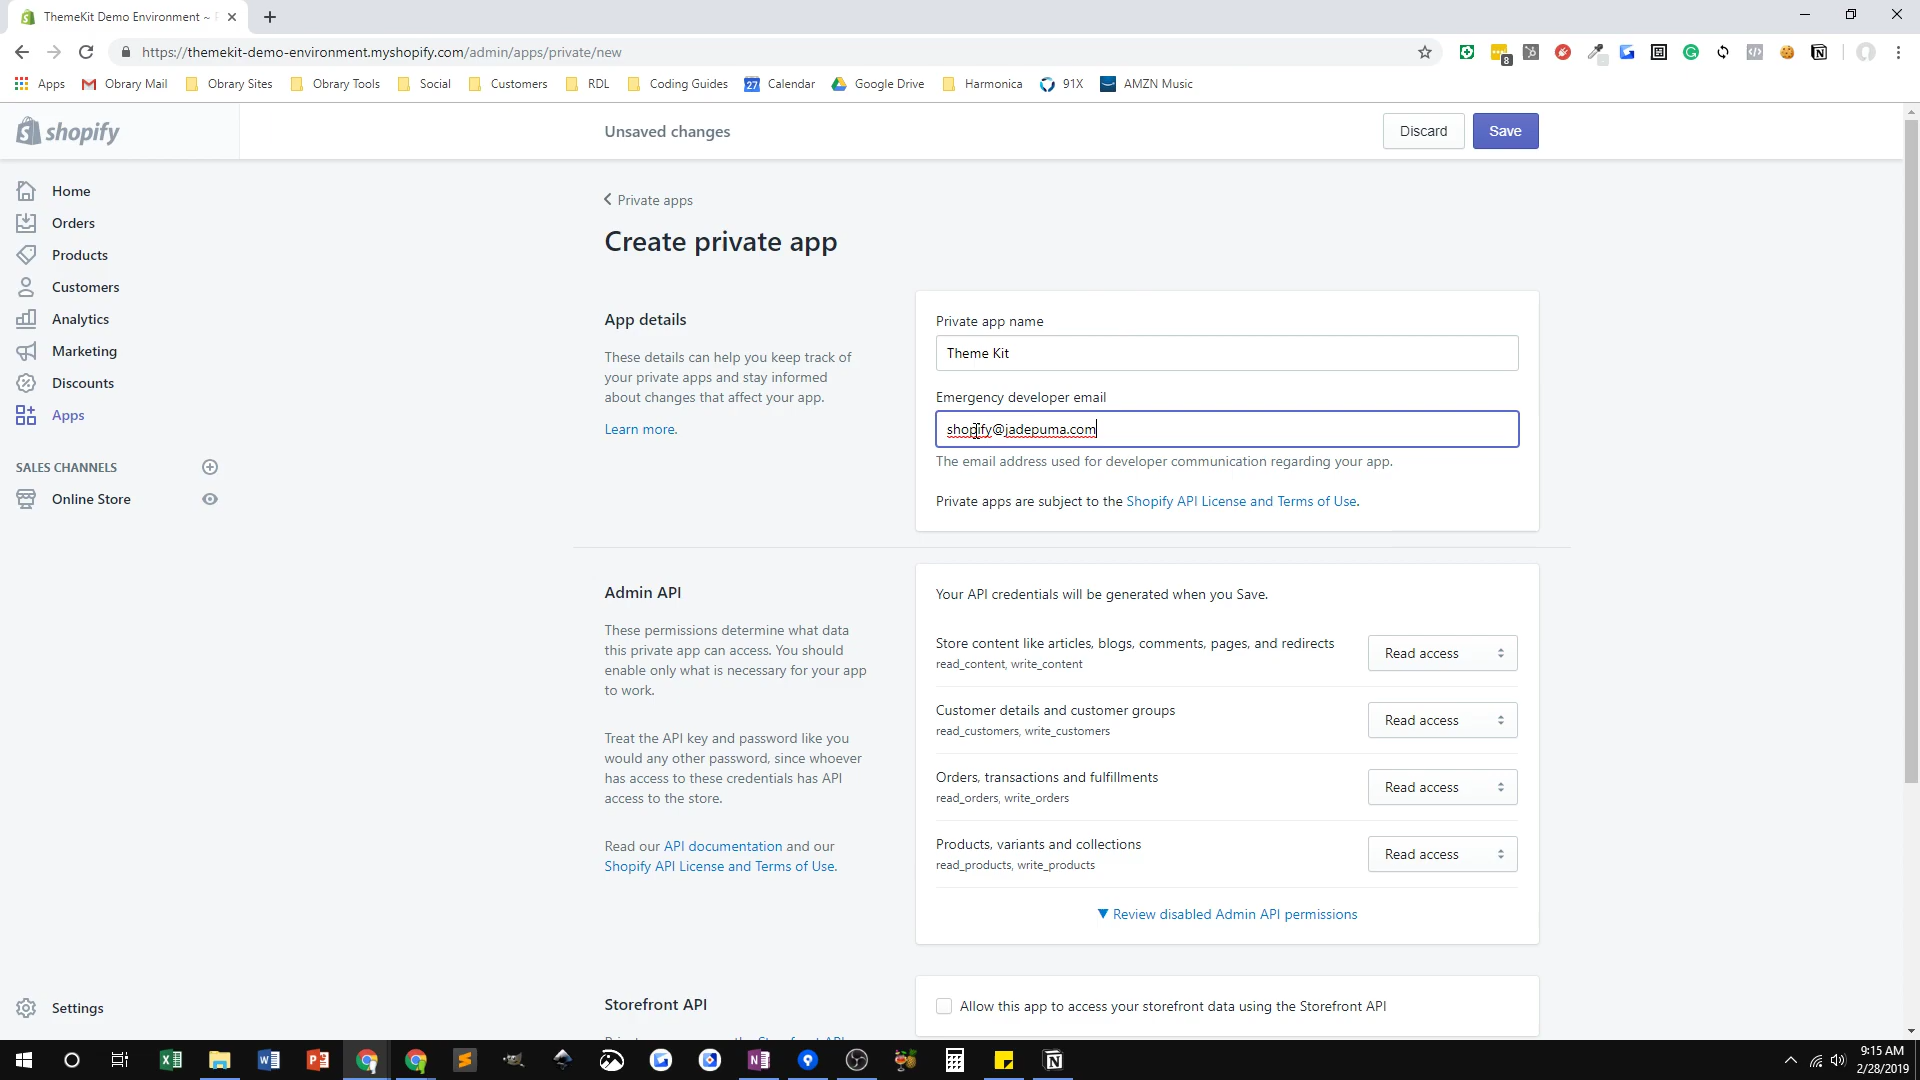 ThemeKit Demo Environment ~
https://themekit-demo-environment.myshopify.com/admin/apps/private/new
8
Apps
Obrary Mail
Obrary Sites
Obrary Tools
Social
Customers
RDL
Coding Guides
27
Calendar
Google Drive
Harmonica
91X
AMZN Music
shopify
Unsaved changes
Discard
Save
Home
Orders
Products
Customers
Analytics
Marketing
Discounts
Apps
SALES CHANNELS
Online Store
Settings
Private apps
Create private app
App details
These details can help you keep track of
your private apps and stay informed
about changes that affect your app.
Learn more.
Private app name
Theme Kit
Emergency developer email
shopify@jadepuma.com
The email address used for developer communication regarding your app.
Private apps are subject to the Shopify API License and Terms of Use.
Admin API
These permissions determine what data
this private app can access. You should
enable only what is necessary for your app
to work.
Treat the API key and password like you
would any other password, since whoever
has access to these credentials has API
access to the store.
Read our API documentation and our
Shopify API License and Terms of Use.
Your API credentials will be generated when you Save.
Store content like articles, blogs, comments, pages, and redirects
read_content, write_content
Read access
Customer details and customer groups
read_customers, write_customers
Read access
Orders, transactions and fulfillments
read_orders, write_orders
Read access
Products, variants and collections
read_products, write_products
Read access
▼ Review disabled Admin API permissions
Storefront API
Allow this app to access your storefront data using the Storefront API
9:15 AM
2/28/2019